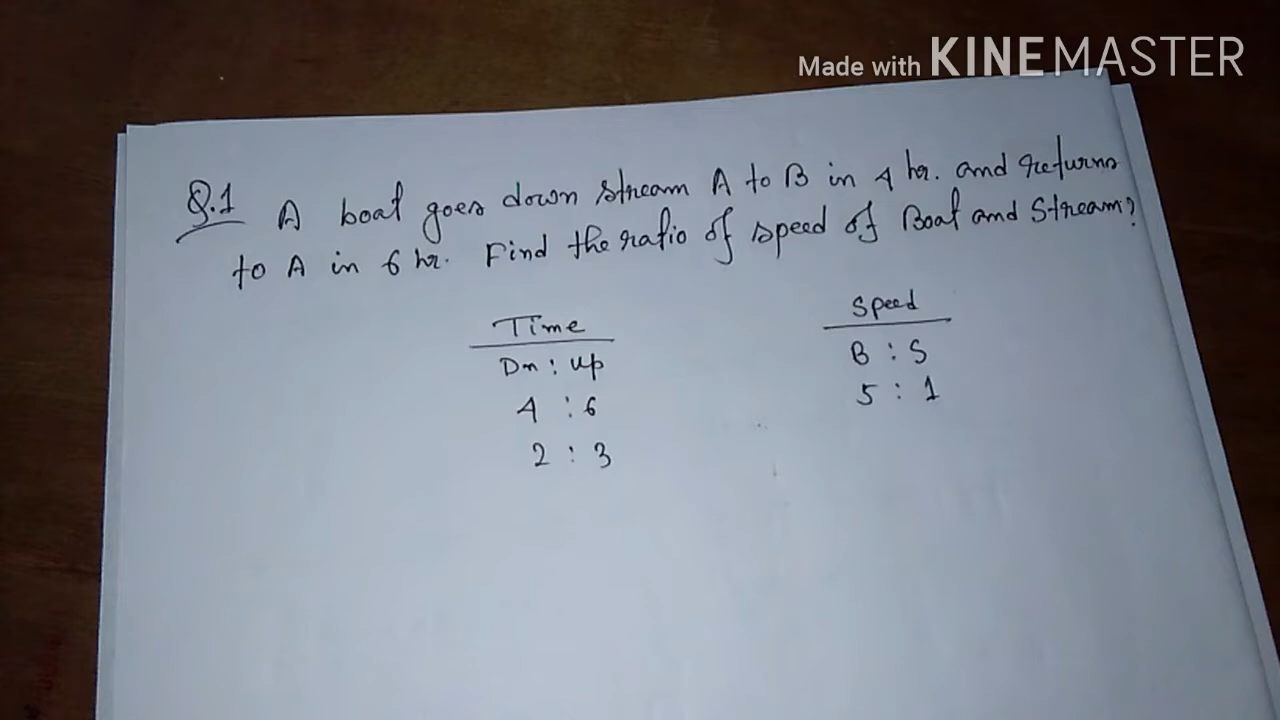 Made with KINEMASTER
Q.1 A boat goes down stream A to B in 4 hr. and returns
to A in 6 hr. Find the ratio of speed of Boat and Stream?
Time
Dn : up
4 : 6
2 : 3
Speed
B : S
5 : 1